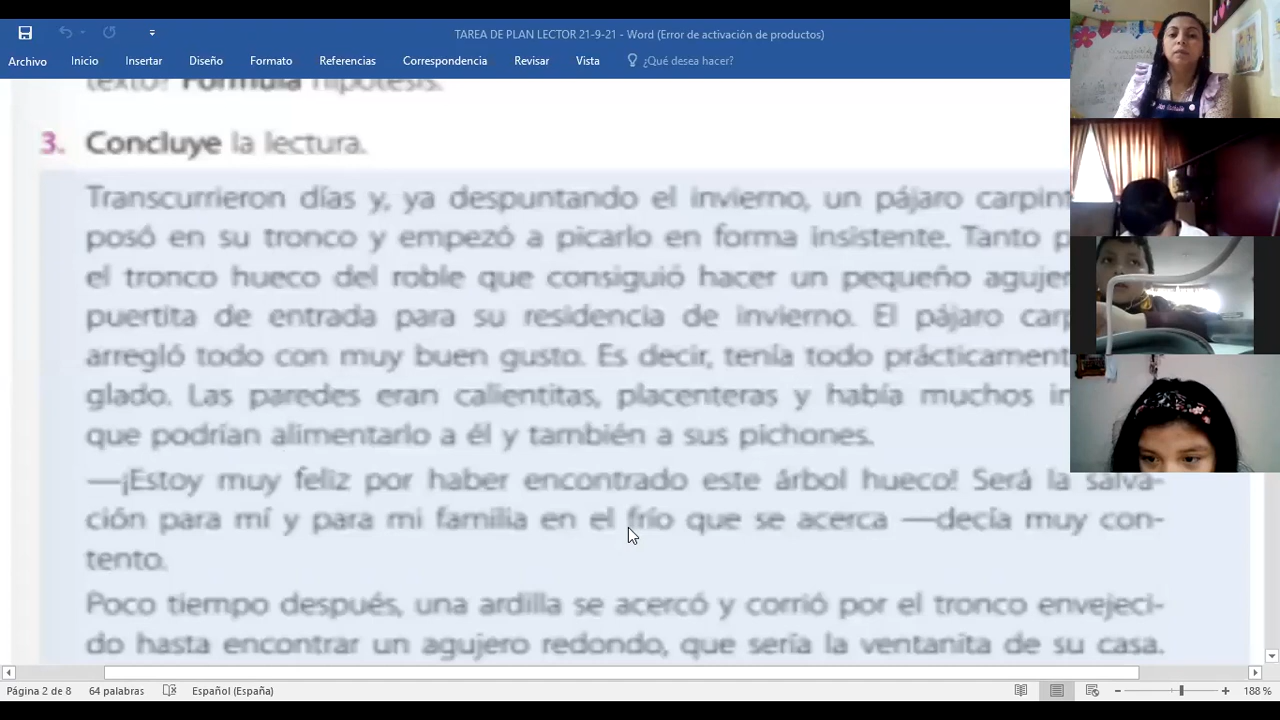 TAREA DE PLAN LECTOR 21-9-21 - Word (Error de activación de productos)
Archivo Inicio Insertar Diseño Formato Referencias Correspondencia Revisar Vista ¿Qué desea hacer?
texto? Formula hipótesis.
3. Concluye la lectura.
Transcurrieron días y, ya despuntando el invierno, un pájaro carpint
posó en su tronco y empezó a picarlo en forma insistente. Tanto p
el tronco hueco del roble que consiguió hacer un pequeño agujer
puertita de entrada para su residencia de invierno. El pájaro carp
arregló todo con muy buen gusto. Es decir, tenía todo prácticament
glado. Las paredes eran calientitas, placenteras y había muchos in
que podrían alimentarlo a él y también a sus pichones.
—¡Estoy muy feliz por haber encontrado este árbol hueco! Será la salva-
ción para mí y para mi familia en el frío que se acerca —decía muy con-
tento.
Poco tiempo después, una ardilla se acercó y corrió por el tronco envejeci-
do hasta encontrar un agujero redondo, que sería la ventanita de su casa.
Página 2 de 8 64 palabras Español (España) 188 %